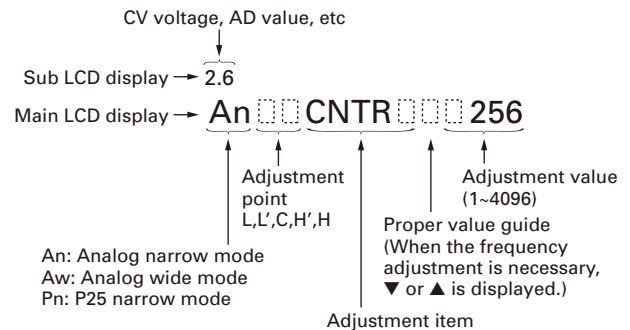 CV voltage, AD value, etc
Sub LCD display
2.6
Main LCD display
An CNTR 256
Adjustment
point
L,L',C,H',H
Adjustment value
(1~4096)
Proper value guide
(When the frequency
adjustment is necessary,
▼ or ▲ is displayed.)
An: Analog narrow mode
Aw: Analog wide mode
Pn: P25 narrow mode
Adjustment item